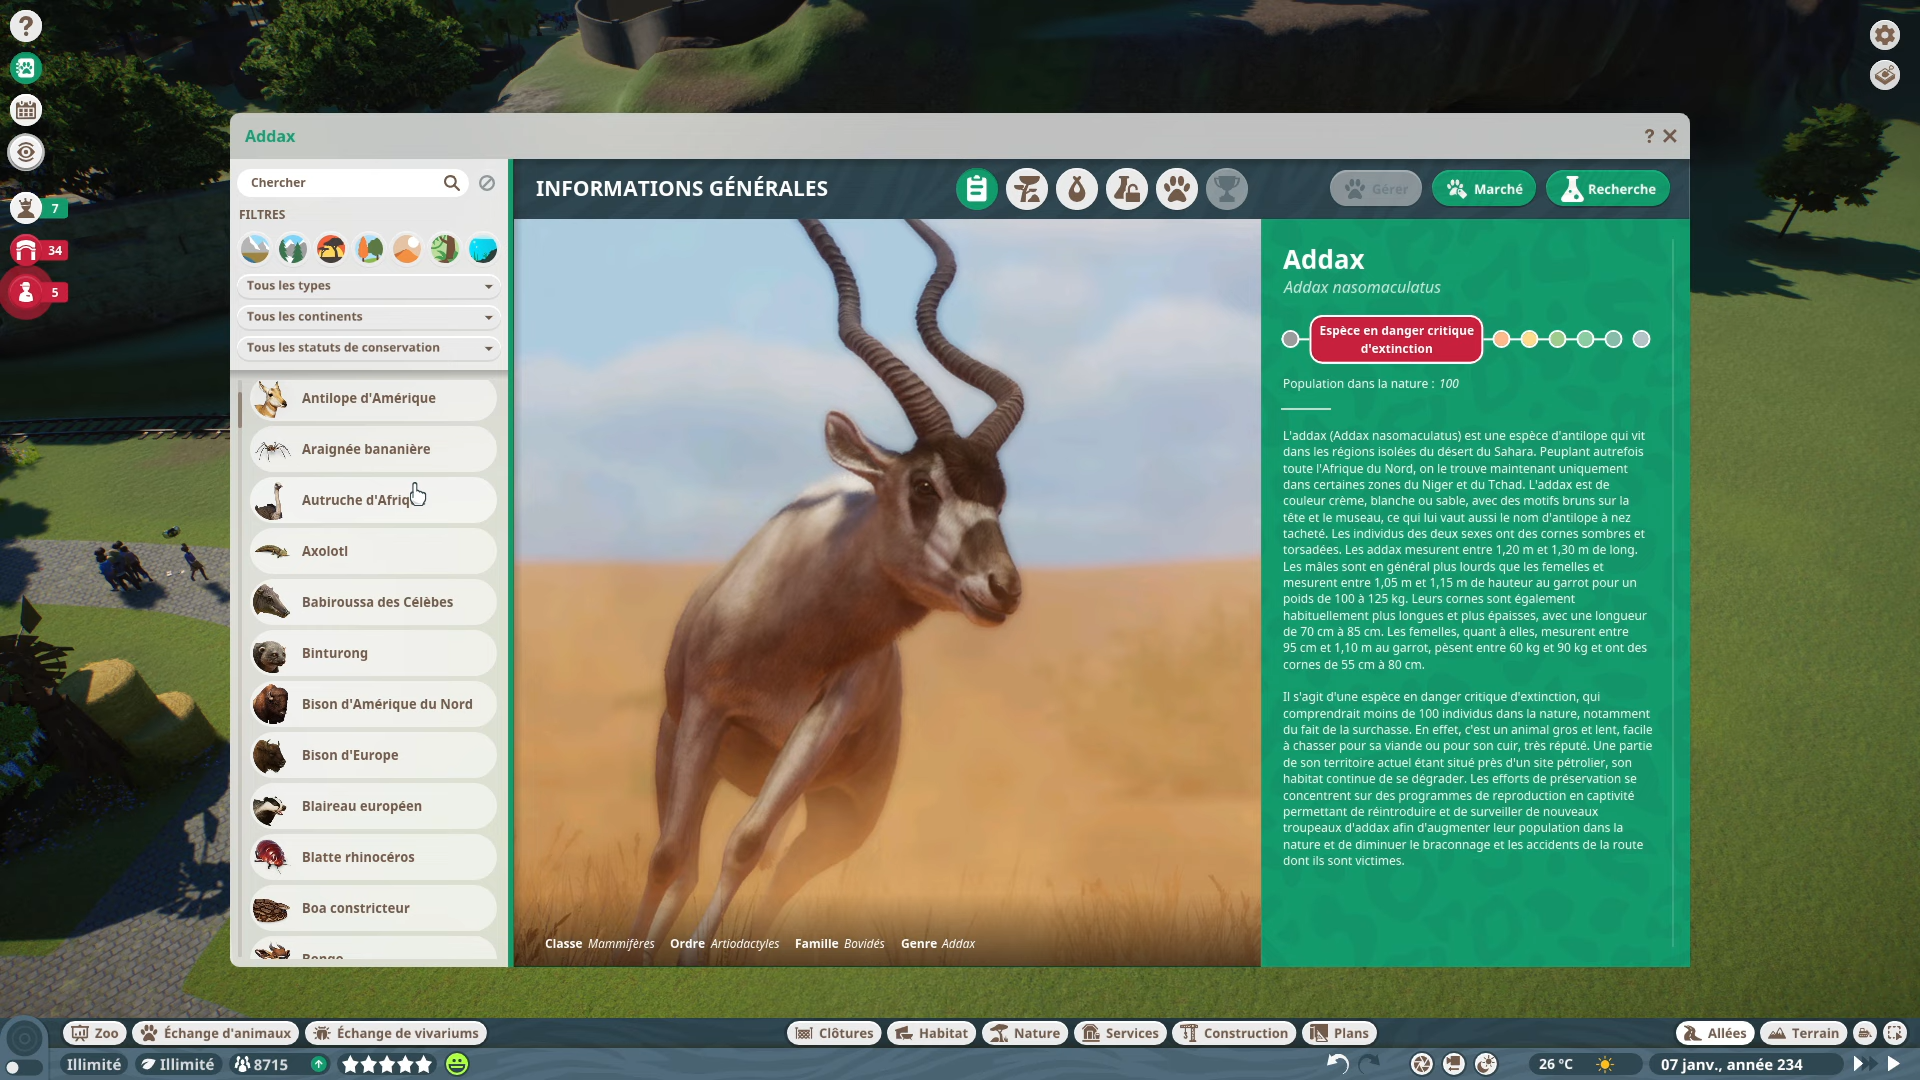 Addax
?
Chercher
FILTRES
Tous les types
Tous les continents
Tous les statuts de conservation
Antilope d'Amérique
Araignée bananière
Autruche d'Afriq
Axolotl
Babiroussa des Célèbes
Binturong
Bison d'Amérique du Nord
Bison d'Europe
Blaireau européen
Blatte rhinocéros
Boa constricteur
Bongo
?
7
34
5
INFORMATIONS GÉNÉRALES
Gérer
Marché
Recherche
Classe Mammifères Ordre Artiodactyles Famille Bovidés Genre Addax
Addax
Addax nasomaculatus
Espèce en danger critique
d'extinction
Population dans la nature : 100
L'addax (Addax nasomaculatus) est une espèce d'antilope qui vit
dans les régions isolées du désert du Sahara. Peuplant autrefois
toute l'Afrique du Nord, on le trouve maintenant uniquement
dans certaines zones du Niger et du Tchad. L'addax est de
couleur crème, blanche ou sable, avec des motifs bruns sur la
tête et le museau, ce qui lui vaut aussi le nom d'antilope à nez
tacheté. Les individus des deux sexes ont des cornes sombres et
torsadées. Les addax mesurent entre 1,20 m et 1,30 m de long.
Les mâles sont en général plus lourds que les femelles et
mesurent entre 1,05 m et 1,15 m de hauteur au garrot pour un
poids de 100 à 125 kg. Leurs cornes sont également
habituellement plus longues et plus épaisses, avec une longueur
de 70 cm à 85 cm. Les femelles, quant à elles, mesurent entre
95 cm et 1,10 m au garrot, pèsent entre 60 kg et 90 kg et ont des
cornes de 55 cm à 80 cm.
Il s'agit d'une espèce en danger critique d'extinction, qui
comprendrait moins de 100 individus dans la nature, notamment
du fait de la surchasse. En effet, c'est un animal gros et lent, facile
à chasser pour sa viande ou pour son cuir, très réputé. Une partie
de son territoire actuel étant situé près d'un site pétrolier, son
habitat continue de se dégrader. Les efforts de préservation se
concentrent sur des programmes de reproduction en captivité
permettant de réintroduire et de surveiller de nouveaux
troupeaux d'addax afin d'augmenter leur population dans la
nature et de diminuer le braconnage et les accidents de la route
dont ils sont victimes.
Zoo
Échange d'animaux
Échange de vivariums
Clôtures
Habitat
Nature
Services
Construction
Plans
Allées
Terrain
Illimité
Illimité
8715
26 °C
07 janv., année 234